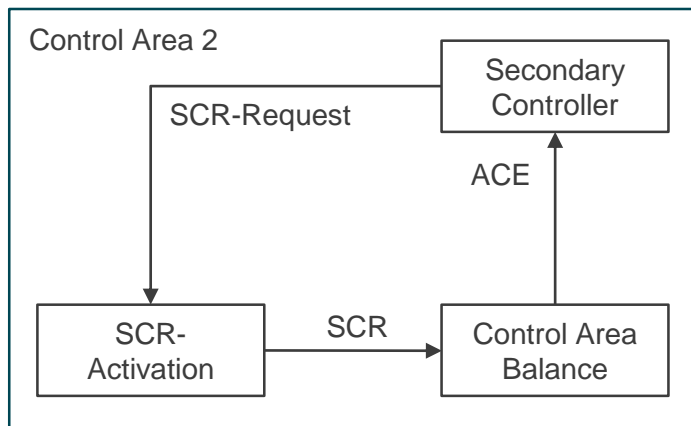 Control Area 2
Secondary
Controller
SCR-Request
ACE
SCR-
Activation
SCR
Control Area
Balance